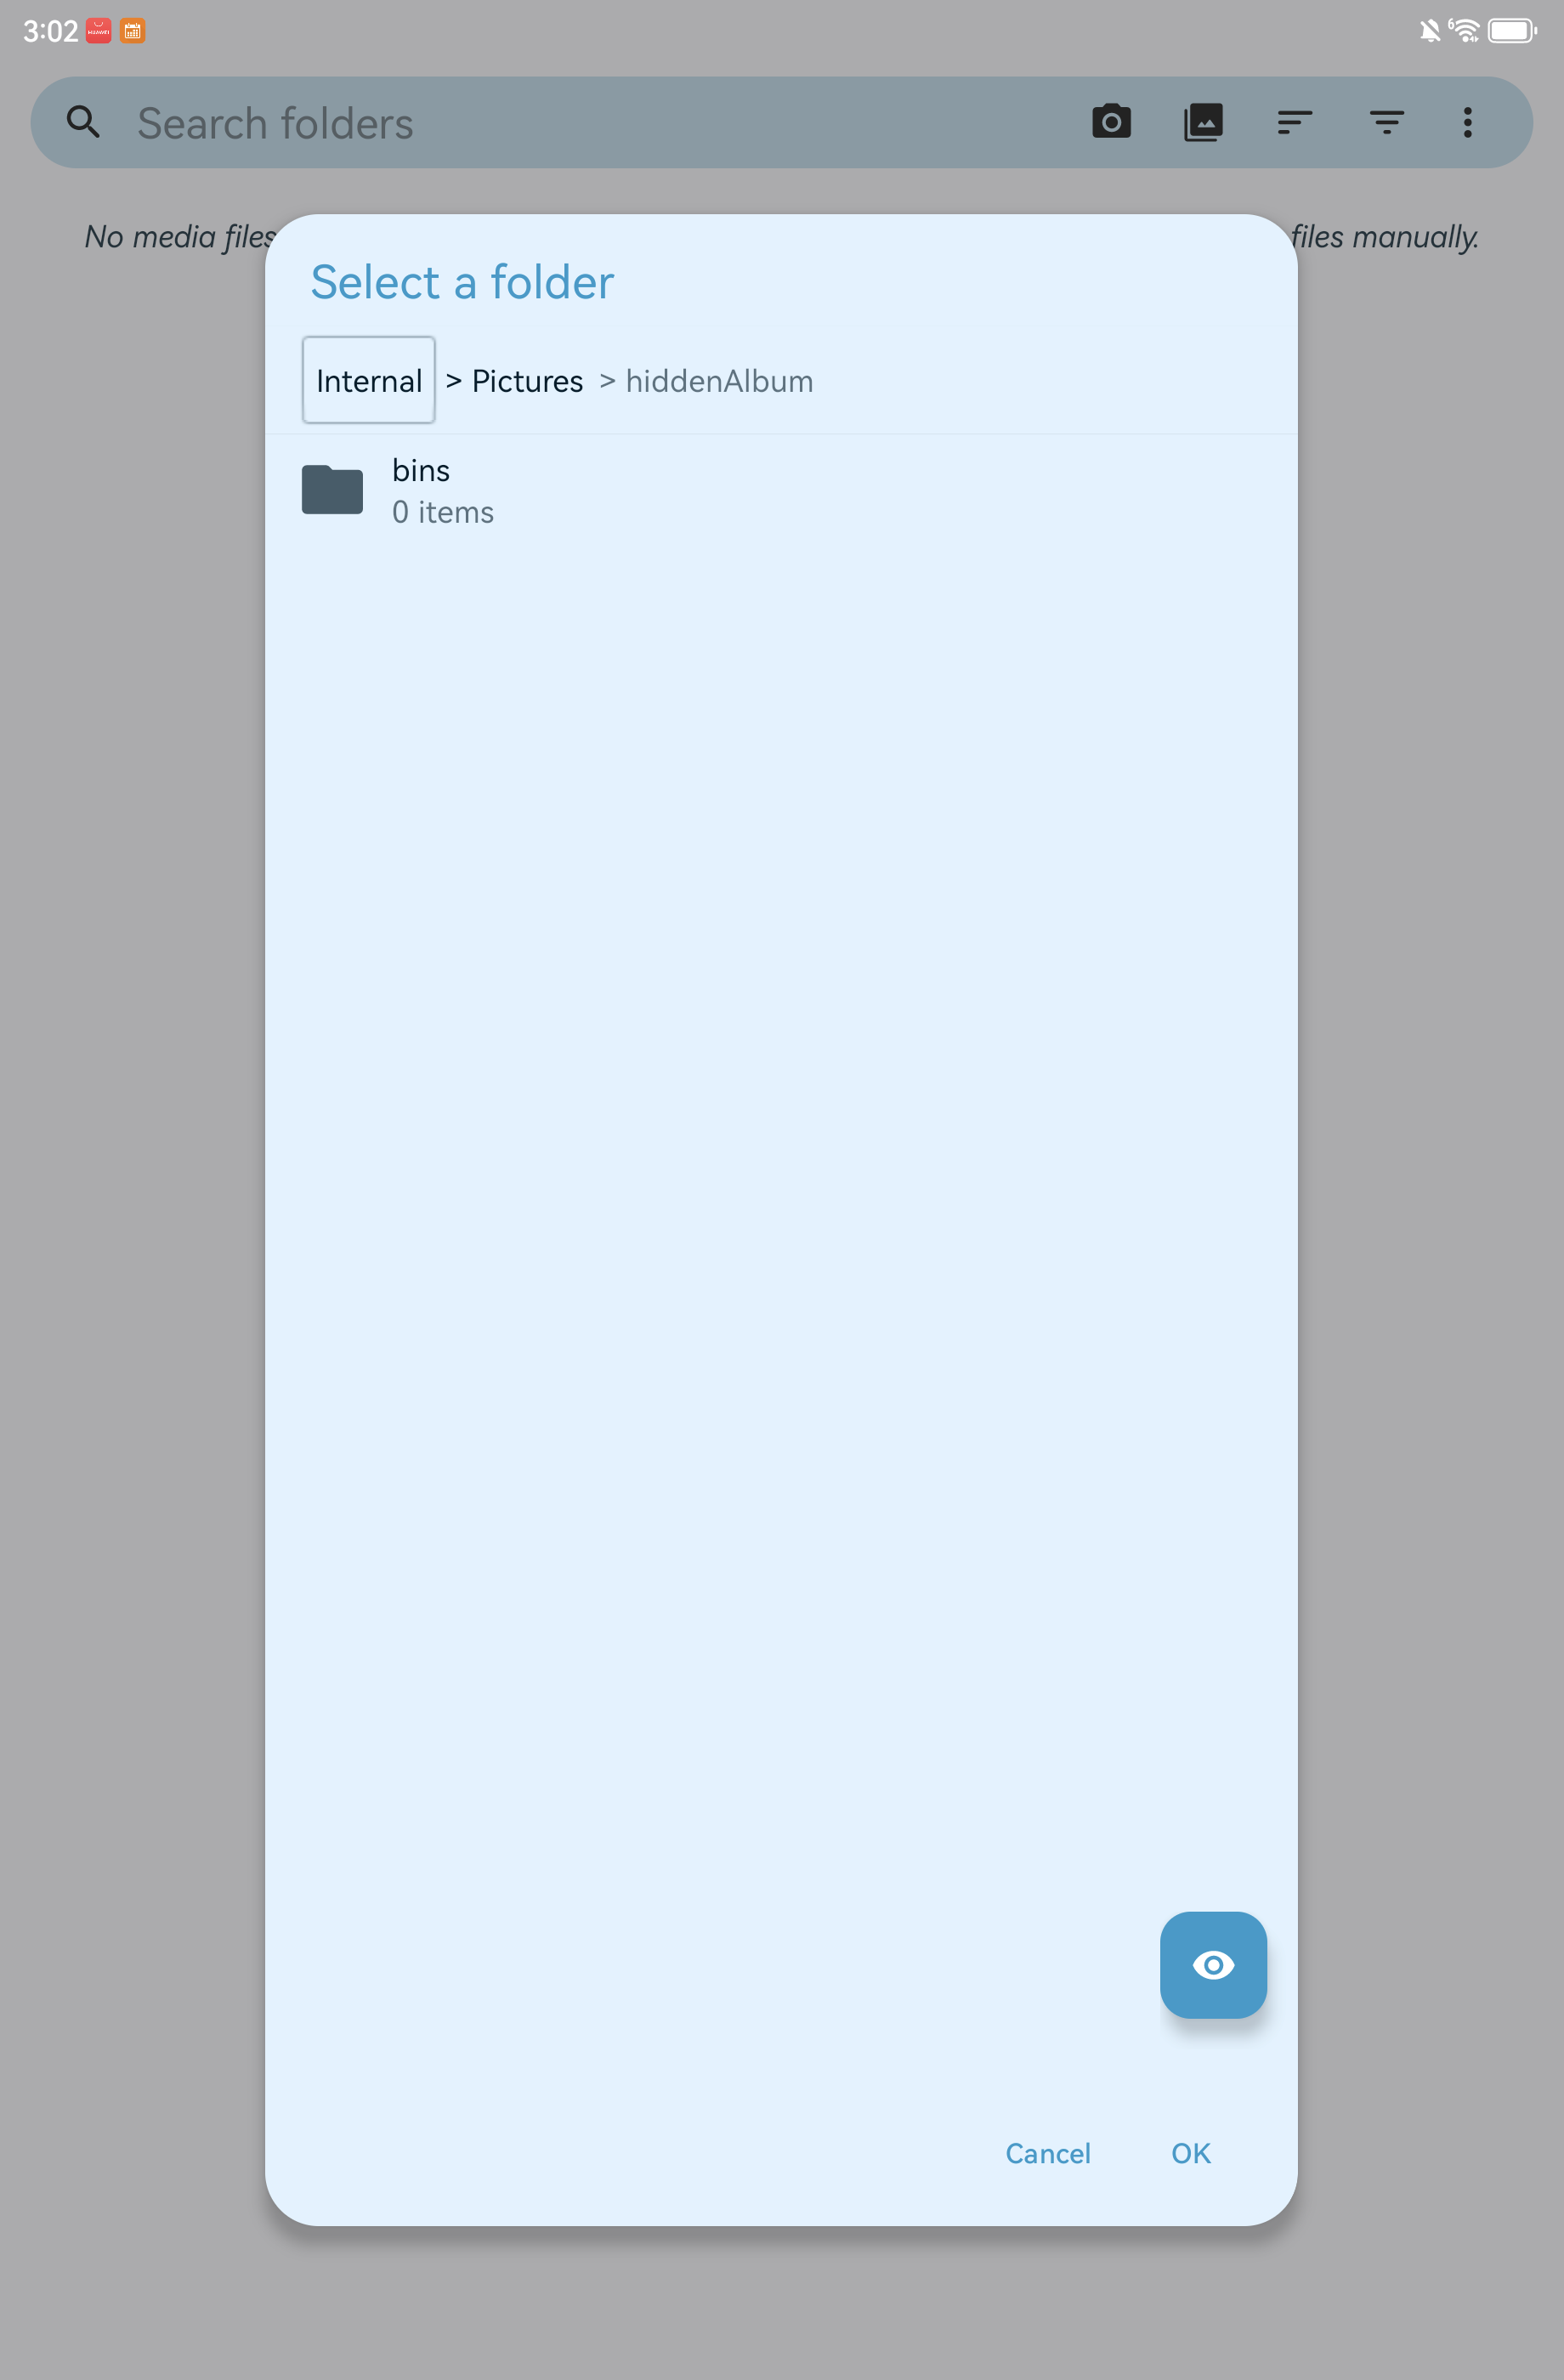 3:02
Search folders
No media files
files manually.
Select a folder
Internal > Pictures > hiddenAlbum
bins
0 items
Cancel OK